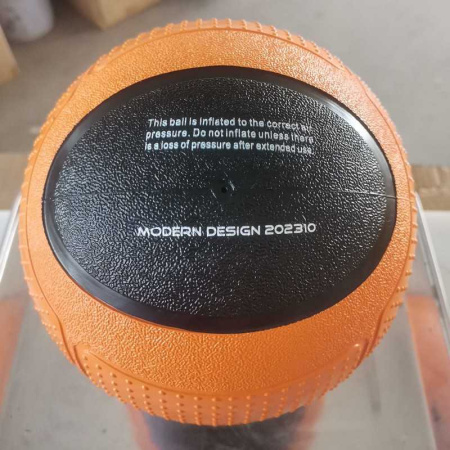 This ball is inflated to the correct air
pressure. Do not inflate unless there
is a loss of pressure after extended use.
MODERN DESIGN 202310